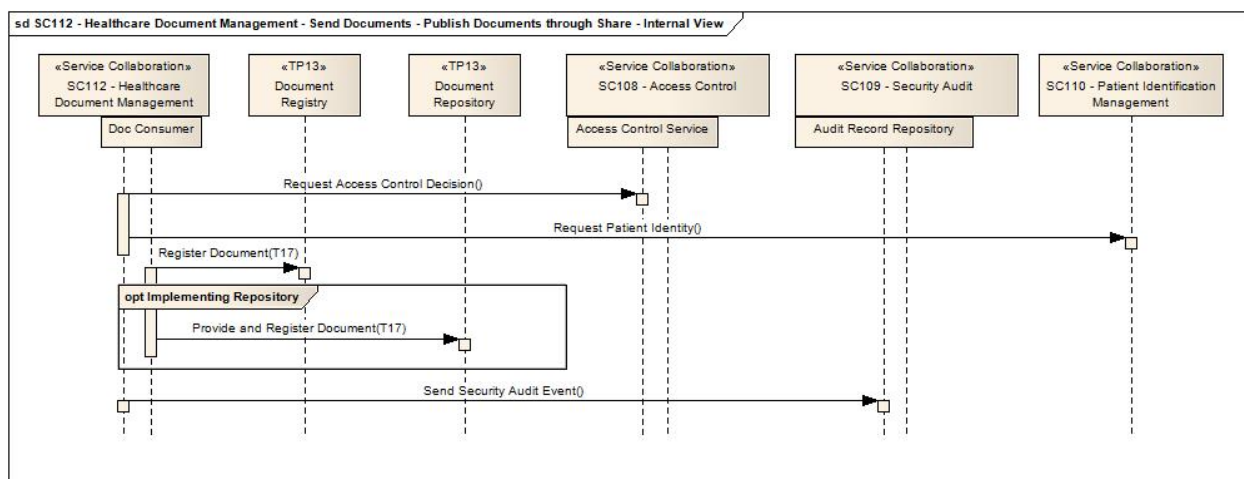 sd SC112 - Healthcare Document Management - Send Documents - Publish Documents through Share - Internal View
«Service Collaboration»
SC112 - Healthcare
Document Management
Doc Consumer
«TP13»
Document
Registry
«TP13»
Document
Repository
«Service Collaboration»
SC108 - Access Control
Access Control Service
«Service Collaboration»
SC109 - Security Audit
Audit Record Repository
«Service Collaboration»
SC110 - Patient Identification
Management
Request Access Control Decision()
Request Patient Identity()
Register Document(T17)
opt Implementing Repository
Provide and Register Document(T17)
Send Security Audit Event()